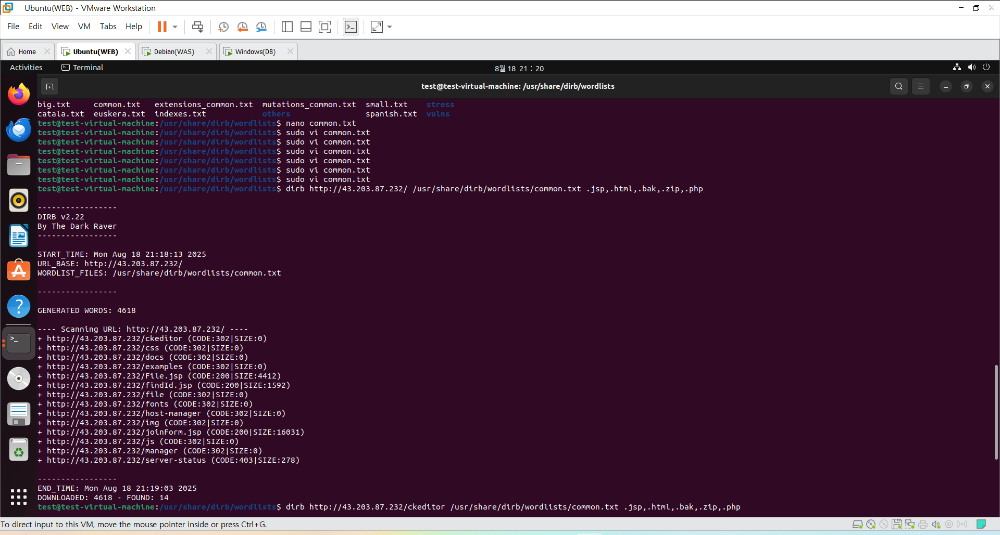 Ubuntu(WEB) - VMware Workstation
File Edit View VM Tabs Help
Home Ubuntu(WEB) Debian(WAS) Windows(DB)
Activities Terminal 8월 18 21 : 20
test@test-virtual-machine: /usr/share/dirb/wordlists
big.txt common.txt extensions_common.txt mutations_common.txt small.txt stress
catala.txt euskera.txt indexes.txt others spanish.txt vulns
test@test-virtual-machine:/usr/share/dirb/wordlists$ nano common.txt
test@test-virtual-machine:/usr/share/dirb/wordlists$ sudo vi common.txt
test@test-virtual-machine:/usr/share/dirb/wordlists$ sudo vi common.txt
test@test-virtual-machine:/usr/share/dirb/wordlists$ sudo vi common.txt
test@test-virtual-machine:/usr/share/dirb/wordlists$ sudo vi common.txt
test@test-virtual-machine:/usr/share/dirb/wordlists$ sudo vi common.txt
test@test-virtual-machine:/usr/share/dirb/wordlists$ sudo vi common.txt
test@test-virtual-machine:/usr/share/dirb/wordlists$ dirb http://43.203.87.232/ /usr/share/dirb/wordlists/common.txt .jsp,.html,.bak,.zip,.php
-----------------
DIRB v2.22
By The Dark Raver
-----------------
START_TIME: Mon Aug 18 21:18:13 2025
URL_BASE: http://43.203.87.232/
WORDLIST_FILES: /usr/share/dirb/wordlists/common.txt
-----------------
GENERATED WORDS: 4618
---- Scanning URL: http://43.203.87.232/ ----
+ http://43.203.87.232/ckeditor (CODE:302|SIZE:0)
+ http://43.203.87.232/css (CODE:302|SIZE:0)
+ http://43.203.87.232/docs (CODE:302|SIZE:0)
+ http://43.203.87.232/examples (CODE:302|SIZE:0)
+ http://43.203.87.232/File.jsp (CODE:200|SIZE:4412)
+ http://43.203.87.232/findId.jsp (CODE:200|SIZE:1592)
+ http://43.203.87.232/file (CODE:302|SIZE:0)
+ http://43.203.87.232/fonts (CODE:302|SIZE:0)
+ http://43.203.87.232/host-manager (CODE:302|SIZE:0)
+ http://43.203.87.232/img (CODE:302|SIZE:0)
+ http://43.203.87.232/joinForm.jsp (CODE:200|SIZE:16031)
+ http://43.203.87.232/js (CODE:302|SIZE:0)
+ http://43.203.87.232/manager (CODE:302|SIZE:0)
+ http://43.203.87.232/server-status (CODE:403|SIZE:278)
-----------------
END_TIME: Mon Aug 18 21:19:03 2025
DOWNLOADED: 4618 - FOUND: 14
test@test-virtual-machine:/usr/share/dirb/wordlists$ dirb http://43.203.87.232/ckeditor /usr/share/dirb/wordlists/common.txt .jsp,.html,.bak,.zip,.php
To direct input to this VM, move the mouse pointer inside or press Ctrl+G.